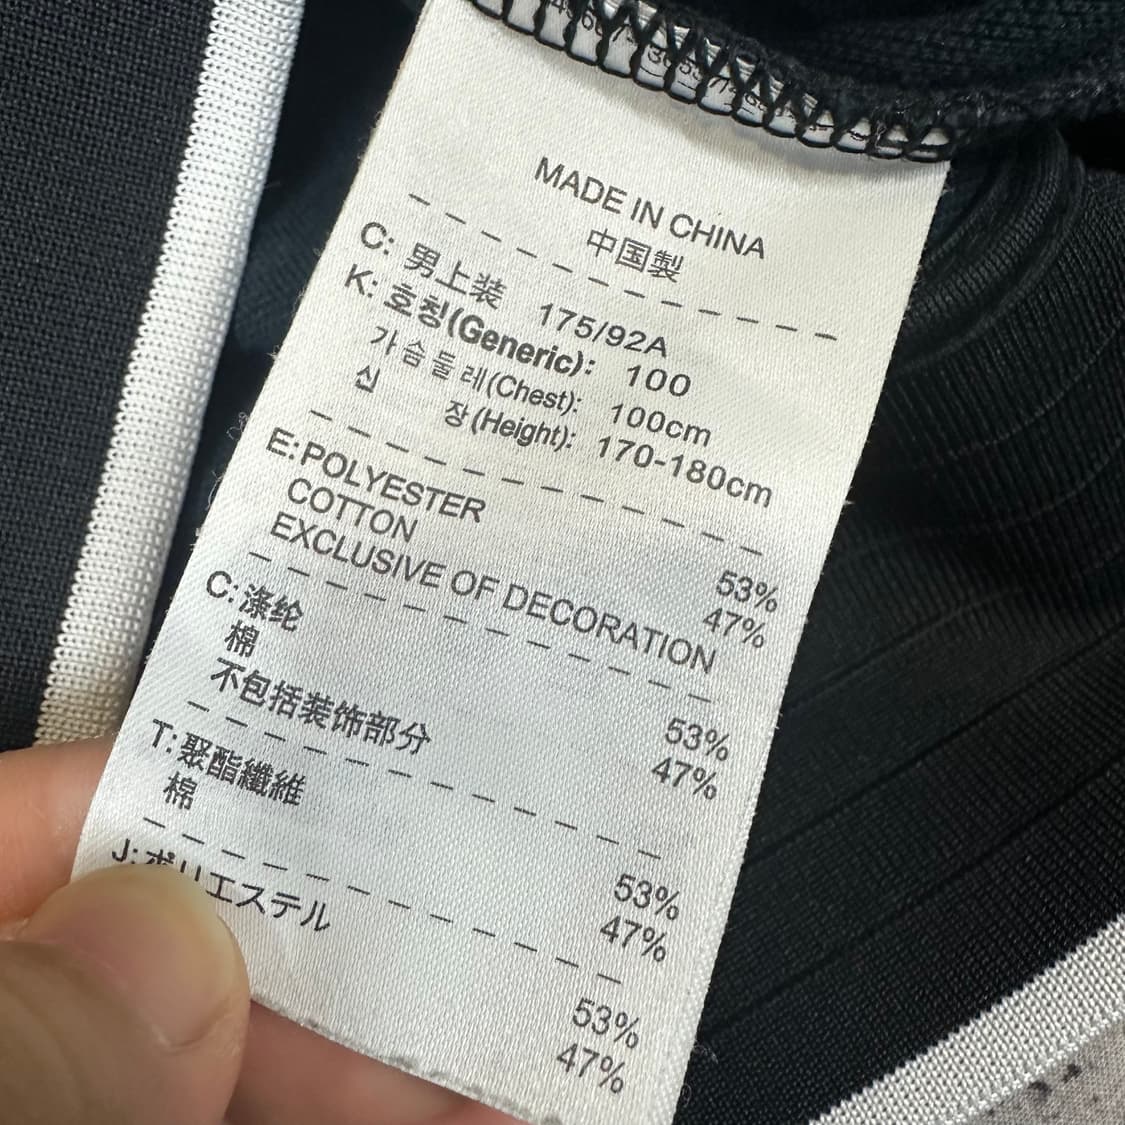 MADE IN CHINA
中国製
C: 男上装 175/92A
K: 호칭(Generic): 100
가슴둘레(Chest): 100cm
신 장(Height): 170-180cm
E: POLYESTER 53%
COTTON 47%
EXCLUSIVE OF DECORATION
C: 涤纶 53%
棉 47%
不包括装饰部分
T: 聚酯纖維 53%
棉 47%
J: ポリエステル 53%
47%